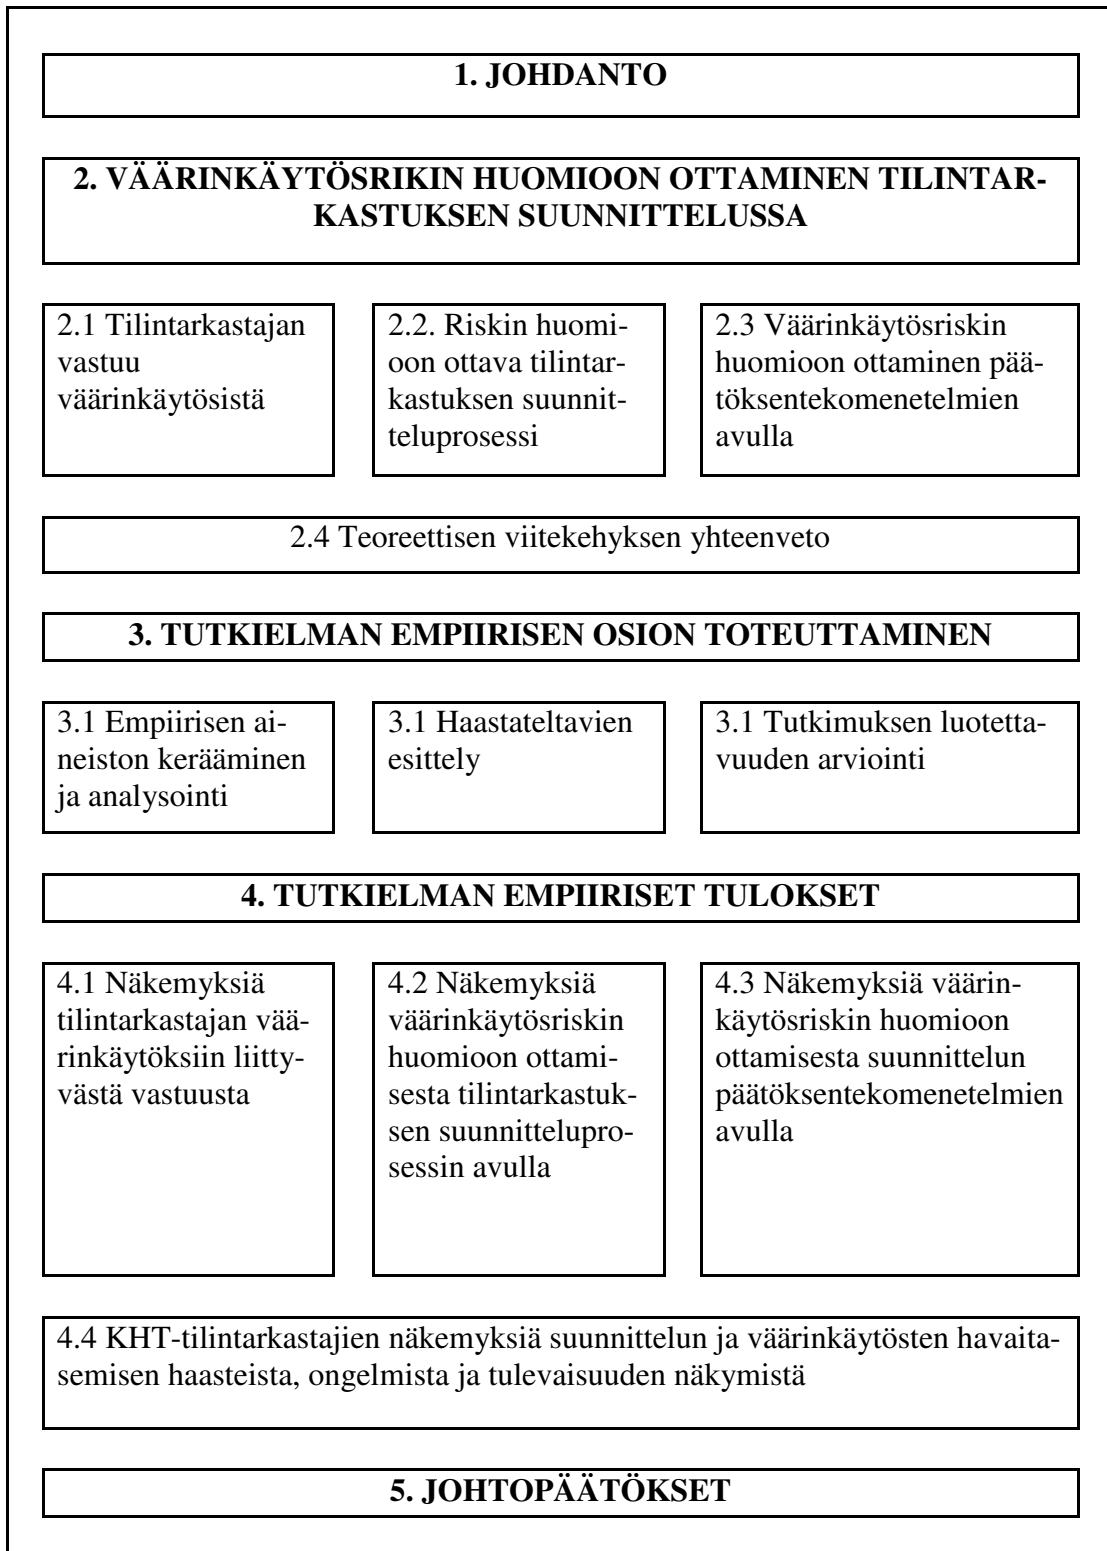 1. JOHDANTO
2. VÄÄRINKÄYTÖSRIKIN HUOMIOON OTTAMINEN TILINTAR-
KASTUKSEN SUUNNITTELUSSA
2.1 Tilintarkastajan
vastuu
väärinkäytösistä
2.2. Riskin huomi-
oon ottava tilintar-
kastuksen suunnit-
teluprosessi
2.3 Väärinkäytösriskin
huomioon ottaminen pää-
töksentekomenetelmien
avulla
2.4 Teoreettisen viitekehyksen yhteenveto
3. TUTKIELMAN EMPIIRISEN OSION TOTEUTTAMINEN
3.1 Empiirisen ai-
neiston kerääminen
ja analysointi
3.1 Haastateltavien
esittely
3.1 Tutkimuksen luotetta-
vuuden arviointi
4. TUTKIELMAN EMPIIRISET TULOKSET
4.1 Näkemyksiä
tilintarkastajan vää-
rinkäytöksiin liitty-
västä vastuusta
4.2 Näkemyksiä
väärinkäytösriskin
huomioon ottami-
sesta tilintarkastuk-
sen suunnittelupro-
sessin avulla
4.3 Näkemyksiä väärin-
käytösriskin huomioon
ottamisesta suunnittelun
päätöksentekomenetelmien
avulla
4.4 KHT-tilintarkastajien näkemyksiä suunnittelun ja väärinkäytösten havaita-
semisen haasteista, ongelmista ja tulevaisuuden näkymistä
5. JOHTOPÄÄTÖKSET